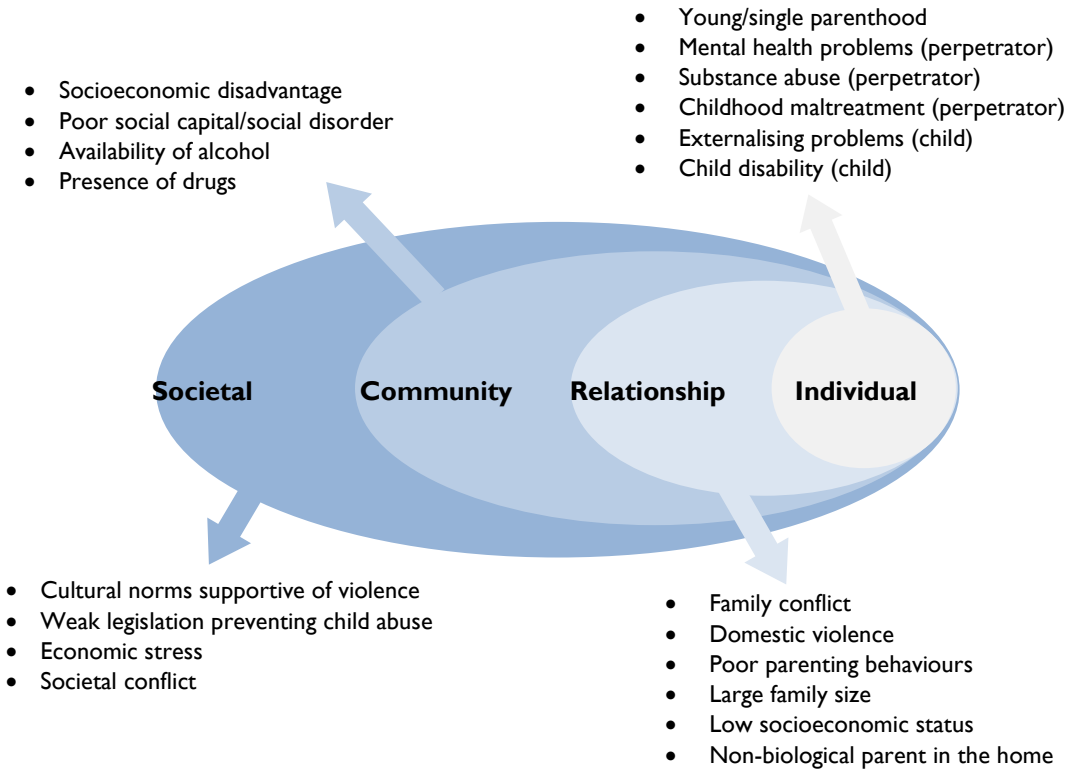 • Young/single parenthood
• Mental health problems (perpetrator)
• Substance abuse (perpetrator)
• Childhood maltreatment (perpetrator)
• Externalising problems (child)
• Child disability (child)
• Socioeconomic disadvantage
• Poor social capital/social disorder
• Availability of alcohol
• Presence of drugs
Societal
Community
Relationship
Individual
• Cultural norms supportive of violence
• Weak legislation preventing child abuse
• Economic stress
• Societal conflict
• Family conflict
• Domestic violence
• Poor parenting behaviours
• Large family size
• Low socioeconomic status
• Non-biological parent in the home